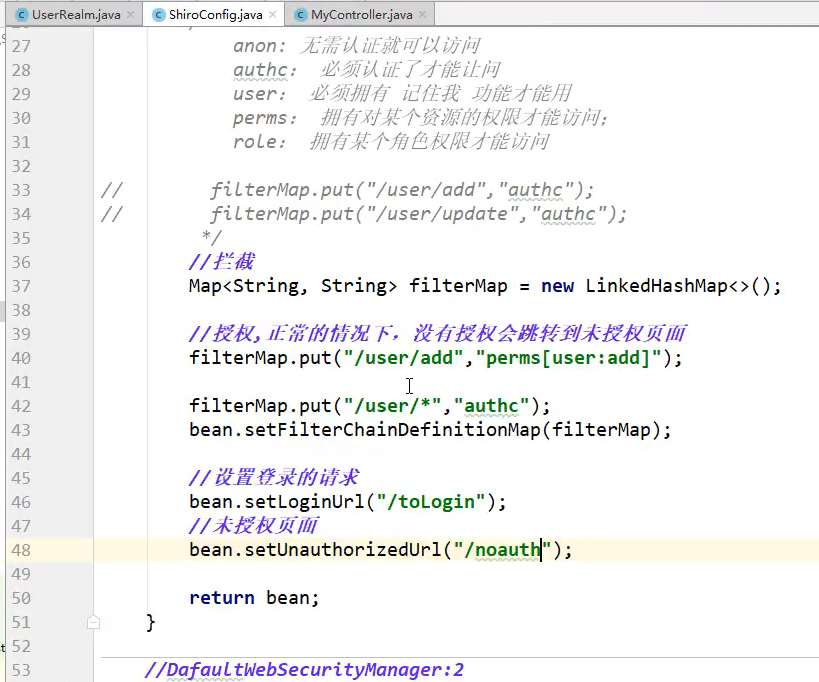 UserRealm.java × ShiroConfig.java × MyController.java ×
27 anon: 无需认证就可以访问
28 authc: 必须认证了才能让问
29 user: 必须拥有 记住我 功能才能用
30 perms: 拥有对某个资源的权限才能访问;
31 role: 拥有某个角色权限才能访问
32
33 // filterMap.put("/user/add","authc");
34 // filterMap.put("/user/update","authc");
35 */
36 //拦截
37 Map<String, String> filterMap = new LinkedHashMap<>();
38
39 //授权,正常的情况下，没有授权会跳转到未授权页面
40 filterMap.put("/user/add","perms[user:add]");
41
42 filterMap.put("/user/*","authc");
43 bean.setFilterChainDefinitionMap(filterMap);
44
45 //设置登录的请求
46 bean.setLoginUrl("/toLogin");
47 //未授权页面
48 bean.setUnauthorizedUrl("/noauth");
49
50 return bean;
51 }
52
53 //DafaultWebSecurityManager:2